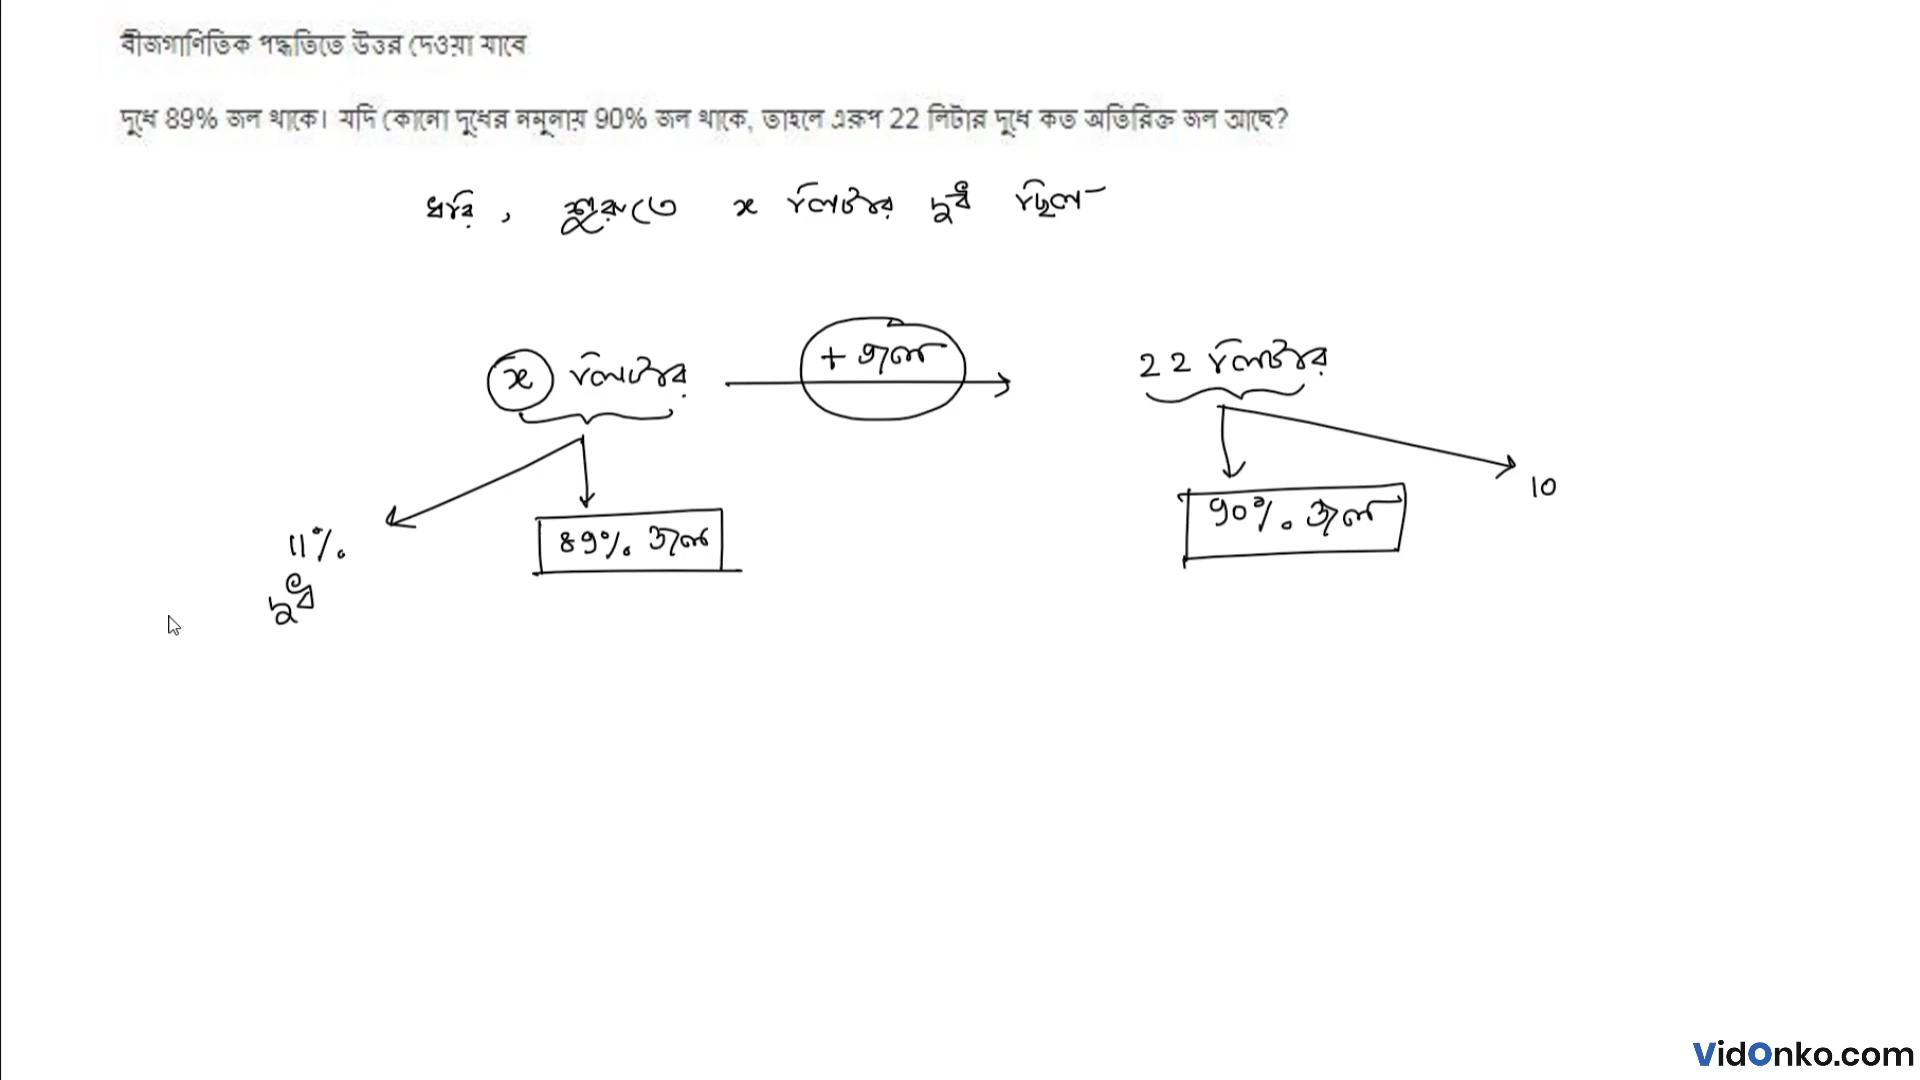 বীজগাণিতিক পদ্ধতিতে উত্তর দেওয়া যাবে
দুধে 89% জল থাকে। যদি কোনো দুধের নমুনায় 90% জল থাকে, তাহলে এরূপ 22 লিটার দুধে কত অতিরিক্ত জল আছে?
ধরি, শুরুতে x লিটার দুধ ছিল
x লিটার + জল 22 লিটার
11% দুধ 89% জল 90% জল 10
VidOnko.com